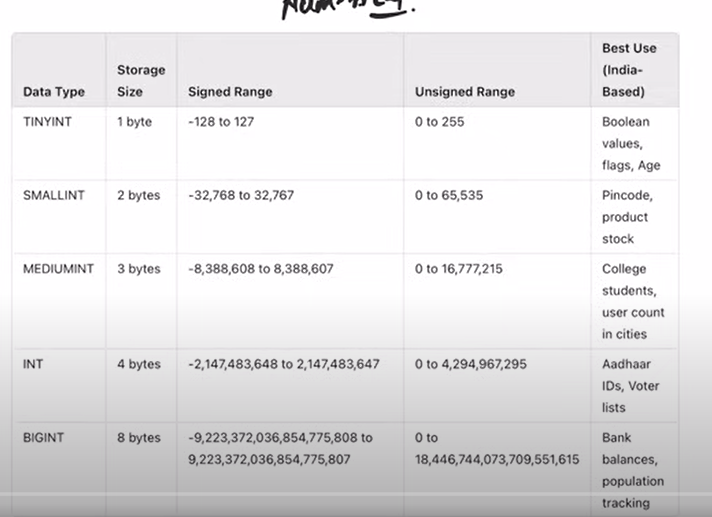 Data Type Storage Size Signed Range Unsigned Range Best Use (India-Based)
TINYINT 1 byte -128 to 127 0 to 255 Boolean values, flags, Age
SMALLINT 2 bytes -32,768 to 32,767 0 to 65,535 Pincode, product stock
MEDIUMINT 3 bytes -8,388,608 to 8,388,607 0 to 16,777,215 College students, user count in cities
INT 4 bytes -2,147,483,648 to 2,147,483,647 0 to 4,294,967,295 Aadhaar IDs, Voter lists
BIGINT 8 bytes -9,223,372,036,854,775,808 to 9,223,372,036,854,775,807 0 to 18,446,744,073,709,551,615 Bank balances, population tracking